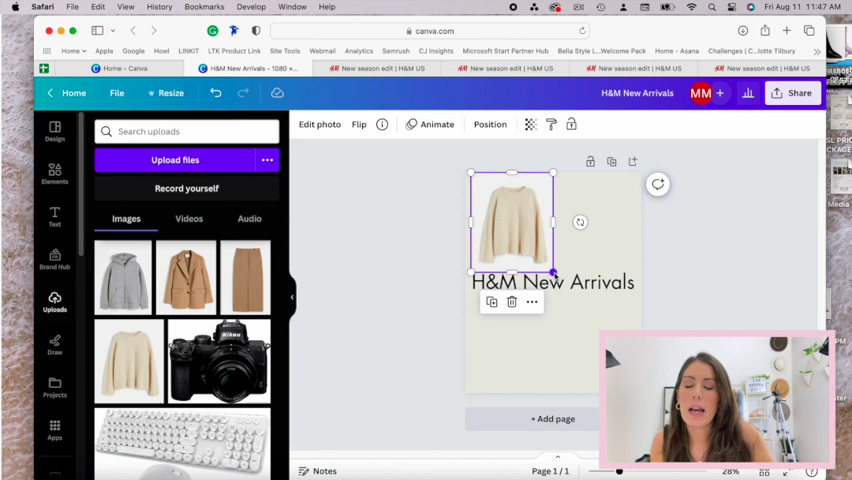 Safari File Edit View History Bookmarks Develop Window Help Fri Aug 11 11:47 AM
canva.com
Home Apple Howl LINKIT LTK Product Link Site Tools Webmail Analytics Semrush CJ Insights Microsoft Start Partner Hub Bella Style L...Welcome Pack Home - Asana Challenges | C...lotte Tilbury
Home - Canva H&M New Arrivals - 1080 ×... New season edit | H&M US New season edit | H&M US New season edit | H&M US New season edit | H&M US
Home File Resize H&M New Arrivals MM + Share
Edit photo Flip Animate Position
Design
Elements
Text
Brand Hub
Uploads
Draw
Projects
Apps
Search uploads
Upload files
Record yourself
Images Videos Audio
Nikon
H&M New Arrivals
+ Add page
Notes Page 1 / 1 28%
Media